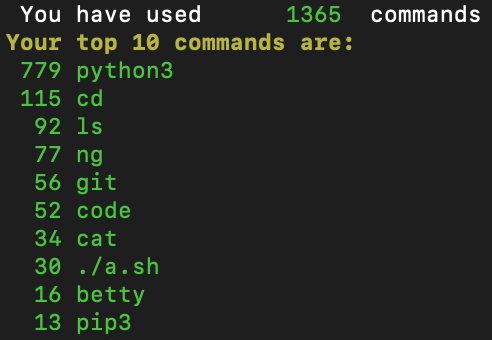 You have used 1365 commands
Your top 10 commands are:
779 python3
115 cd
92 ls
77 ng
56 git
52 code
34 cat
30 ./a.sh
16 betty
13 pip3